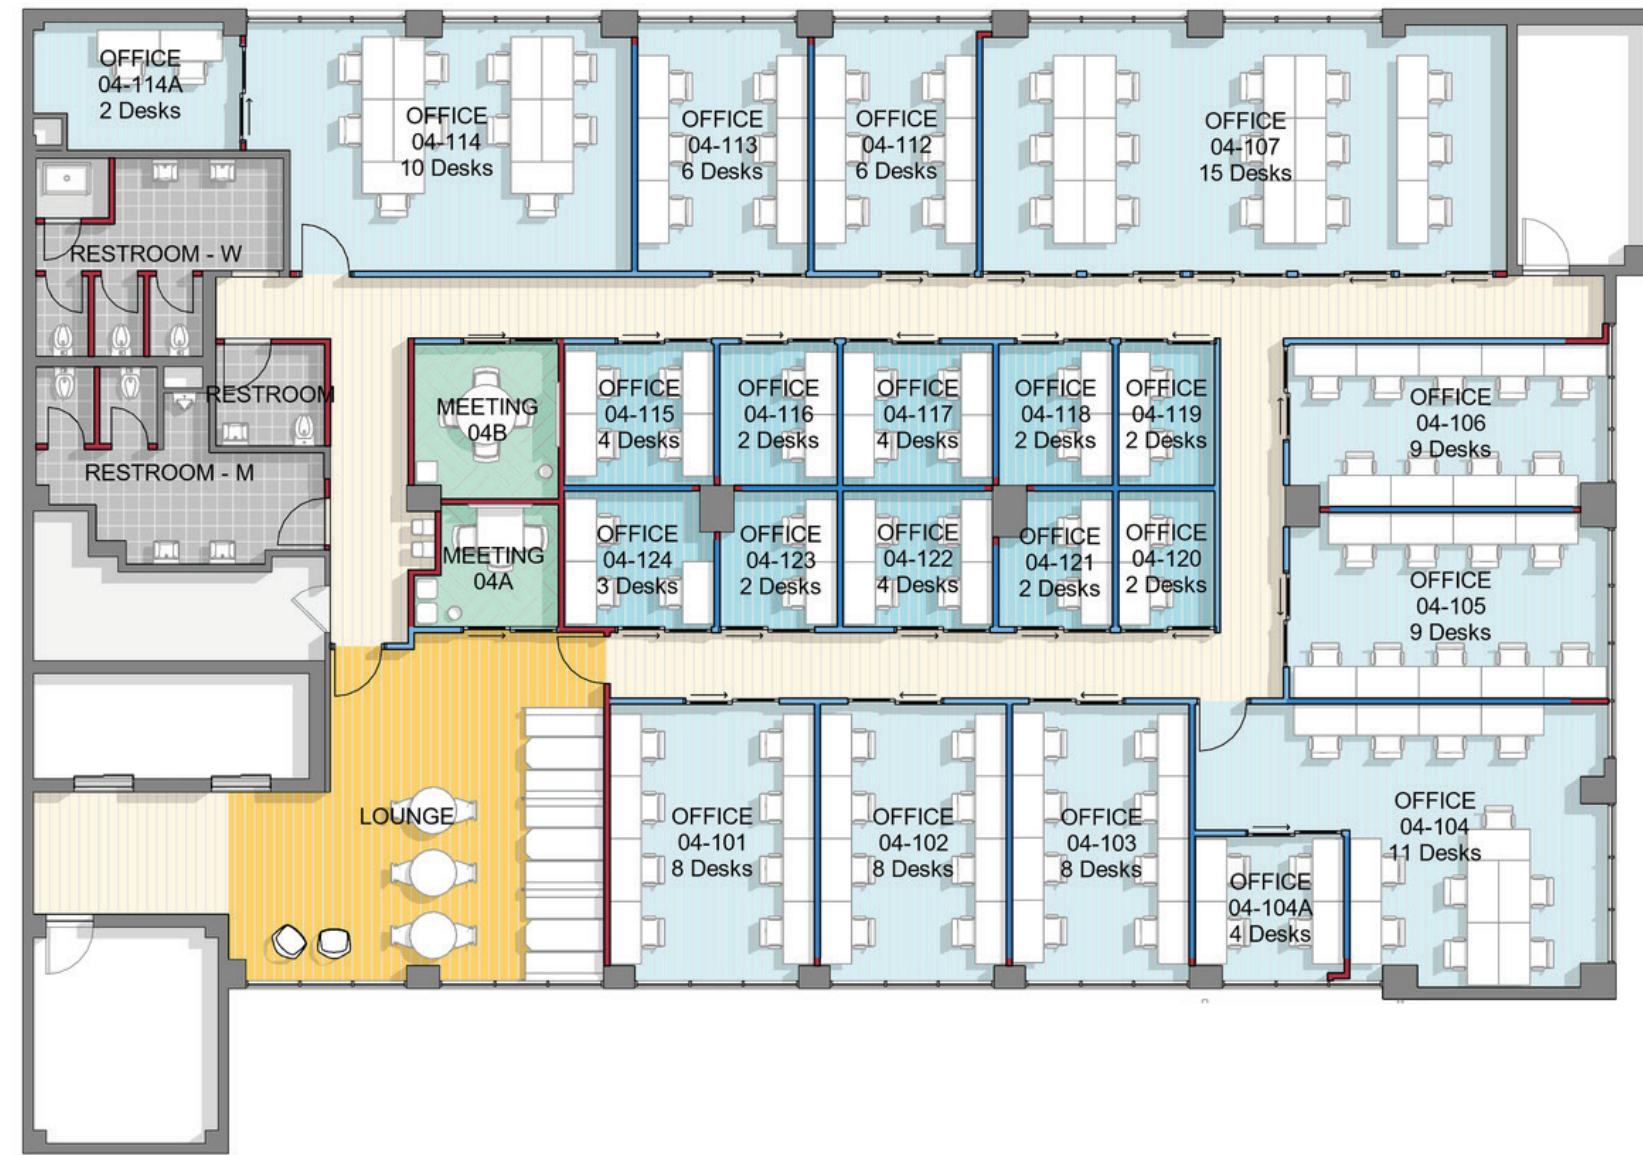 OFFICE
04-114A
2 Desks
OFFICE
04-114
10 Desks
OFFICE
04-113
6 Desks
OFFICE
04-112
6 Desks
OFFICE
04-107
15 Desks
RESTROOM - W
RESTROOM
RESTROOM - M
MEETING
04B
OFFICE
04-115
4 Desks
OFFICE
04-116
2 Desks
OFFICE
04-117
4 Desks
OFFICE
04-118
2 Desks
OFFICE
04-119
2 Desks
OFFICE
04-106
9 Desks
MEETING
04A
OFFICE
04-124
3 Desks
OFFICE
04-123
2 Desks
OFFICE
04-122
4 Desks
OFFICE
04-121
2 Desks
OFFICE
04-120
2 Desks
OFFICE
04-105
9 Desks
LOUNGE
OFFICE
04-101
8 Desks
OFFICE
04-102
8 Desks
OFFICE
04-103
8 Desks
OFFICE
04-104
11 Desks
OFFICE
04-104A
4 Desks